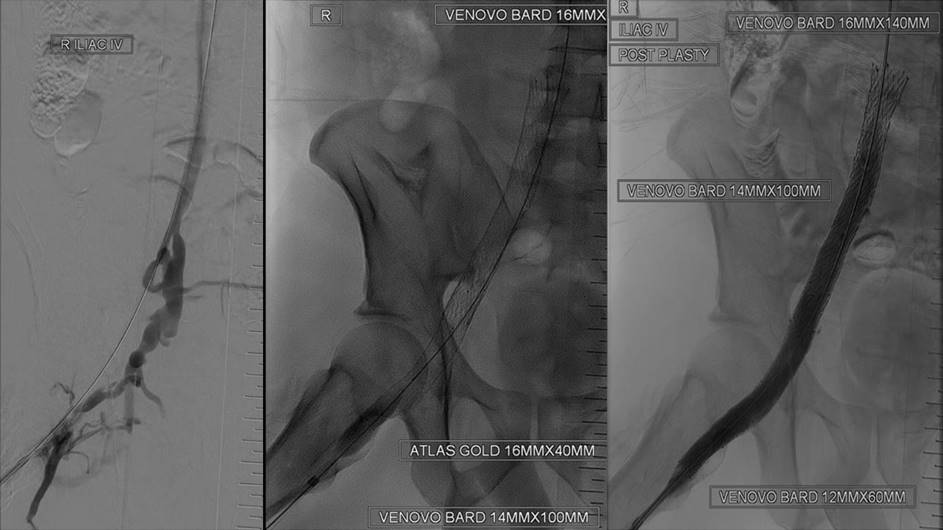 R ILIAC IV
R
VENOVO BARD 16MMX
ATLAS GOLD 16MMX40MM
VENOVO BARD 14MMX100MM
R
ILIAC IV
POST PLASTY
VENOVO BARD 16MMX140MM
VENOVO BARD 14MMX100MM
VENOVO BARD 12MMX60MM